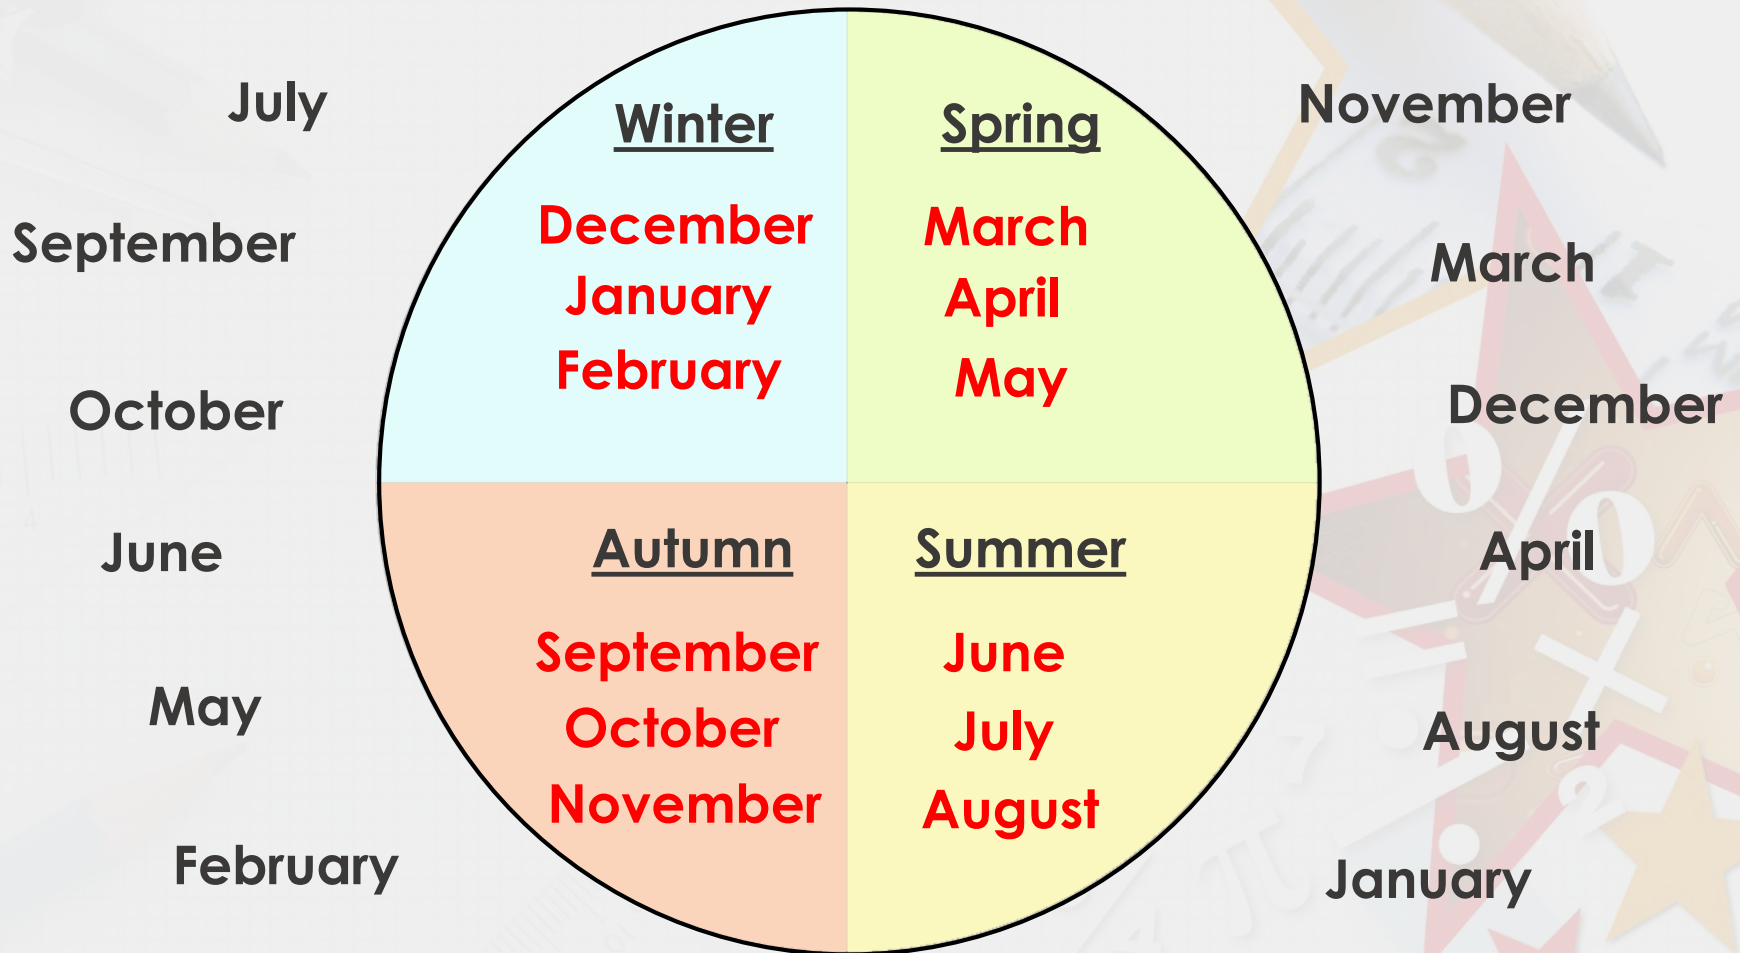 July
September
October
June
May
February
Winter
December
January
February
Spring
March
April
May
Autumn
September
October
November
Summer
June
July
August
November
March
December
April
August
January